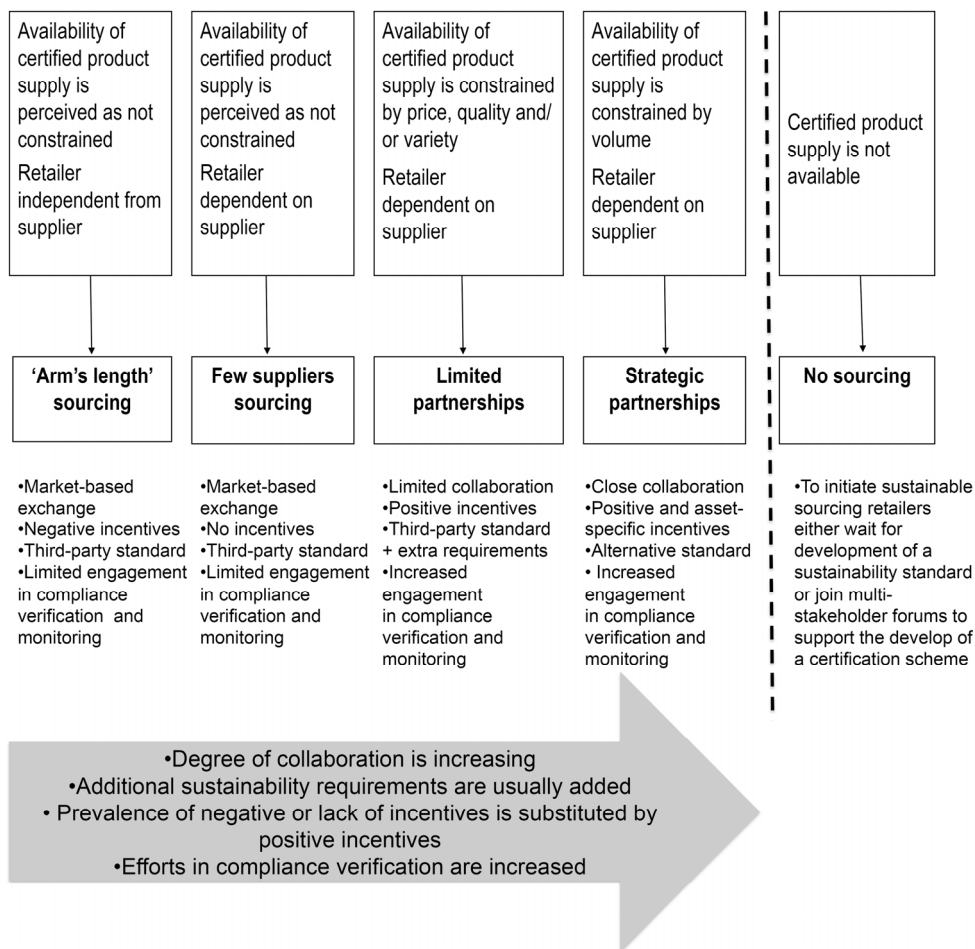 Availability of
certified product
supply is
perceived as not
constrained
Retailer
independent from
supplier
Availability of
certified product
supply is
perceived as not
constrained
Retailer
dependent on
supplier
Availability of
certified product
supply is constrained
by price, quality and/
or variety
Retailer
dependent on
supplier
Availability of
certified product
supply is
constrained by
volume
Retailer
dependent on
supplier
Certified product
supply is not
available
‘Arm’s length’
sourcing
Few suppliers
sourcing
Limited
partnerships
Strategic
partnerships
No sourcing
•Market-based
exchange
•Negative incentives
•Third-party standard
•Limited engagement
in compliance
verification and
monitoring
•Market-based
exchange
•No incentives
•Third-party standard
•Limited engagement
in compliance
verification and
monitoring
•Limited collaboration
•Positive incentives
•Third-party standard
+ extra requirements
•Increased
engagement
in compliance
verification and
monitoring
•Close collaboration
•Positive and asset-
specific incentives
•Alternative standard
• Increased
engagement
in compliance
verification and
monitoring
•To initiate sustainable
sourcing retailers
either wait for
development of a
sustainability standard
or join multi-
stakeholder forums to
support the develop of
a certification scheme
•Degree of collaboration is increasing
•Additional sustainability requirements are usually added
• Prevalence of negative or lack of incentives is substituted by
positive incentives
•Efforts in compliance verification are increased